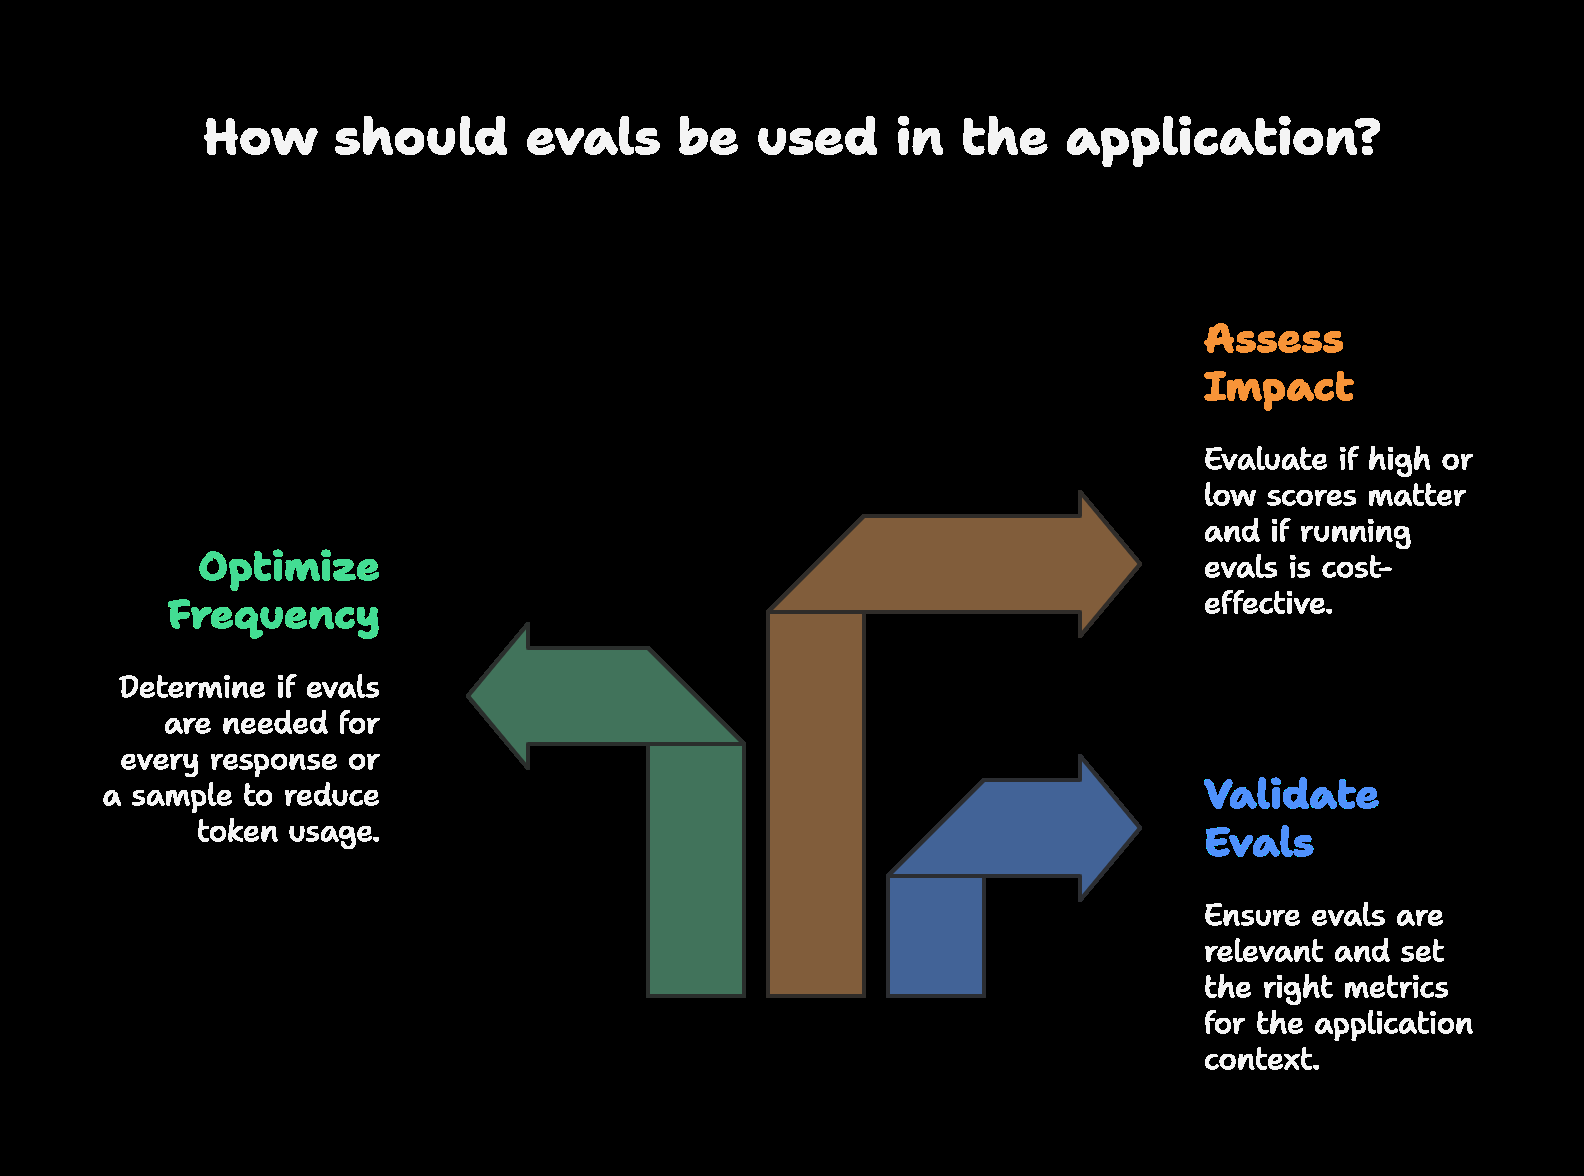 How should evals be used in the application?
Assess
Impact
Evaluate if high or
low scores matter
and if running
evals is cost-
effective.
Optimize
Frequency
Determine if evals
are needed for
every response or
a sample to reduce
token usage.
Validate
Evals
Ensure evals are
relevant and set
the right metrics
for the application
context.